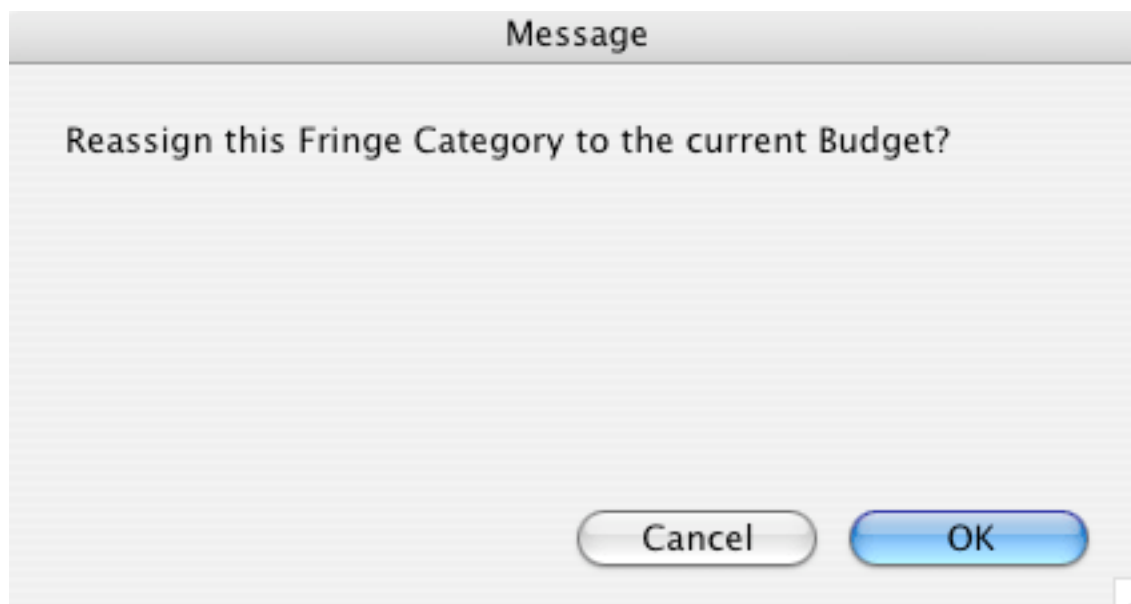 Message
Reassign this Fringe Category to the current Budget?
Cancel OK